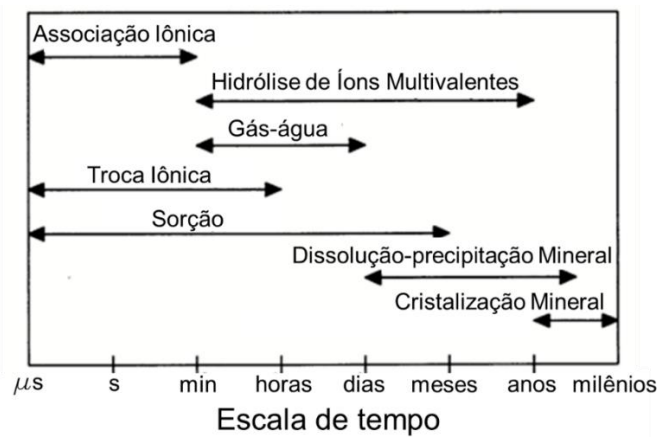 Associação Iônica
Hidrólise de Íons Multivalentes
Gás-água
Troca Iônica
Sorção
Dissolução-precipitação Mineral
Cristalização Mineral
μs s min horas dias meses anos milênios
Escala de tempo